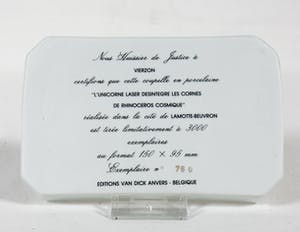 Nous Huissier de Justice à
VIERZON
certifions que cette coupelle en porcelaine
"L'UNICORNE LASER DESINTEGRE LES CORNES
DE RHINOCEROS COSMIQUE"
réalisée dans la cité de LAMOTTE-BEUVRON
est tirée limitativement à 3000
exemplaires
au format 150 X 95 mm
Exemplaire n° 760
EDITIONS VAN DICK ANVERS - BELGIQUE